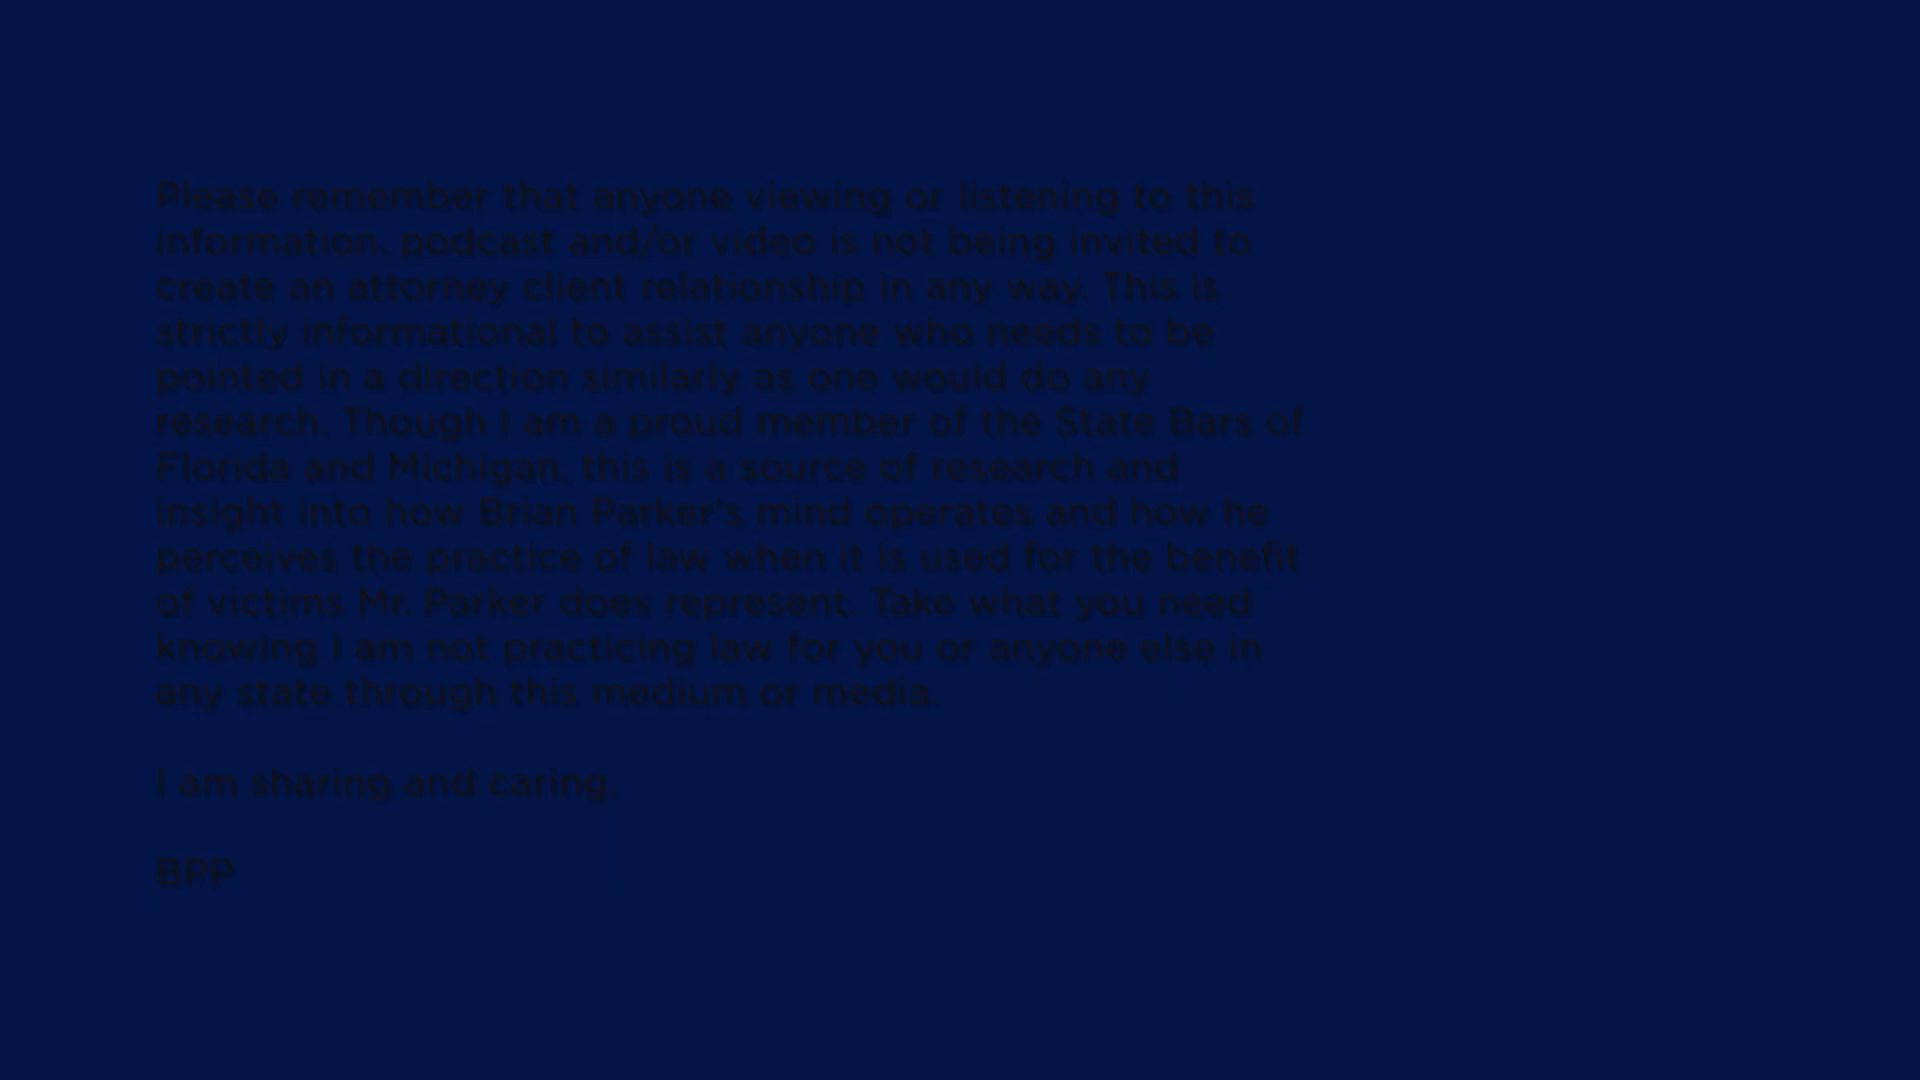 Please remember that anyone viewing or listening to this
information, podcast and/or video is not being invited to
create an attorney client relationship in any way. This is
strictly informational to assist anyone who needs to be
pointed in a direction similarly as one would do any
research. Though I am a proud member of the State Bars of
Florida and Michigan, this is a source of research and
insight into how Brian Parker's mind operates and how he
perceives the practice of law when it is used for the benefit
of victims Mr. Parker does represent. Take what you need
knowing I am not practicing law for you or anyone else in
any state through this medium or media.
I am sharing and caring.
BPP